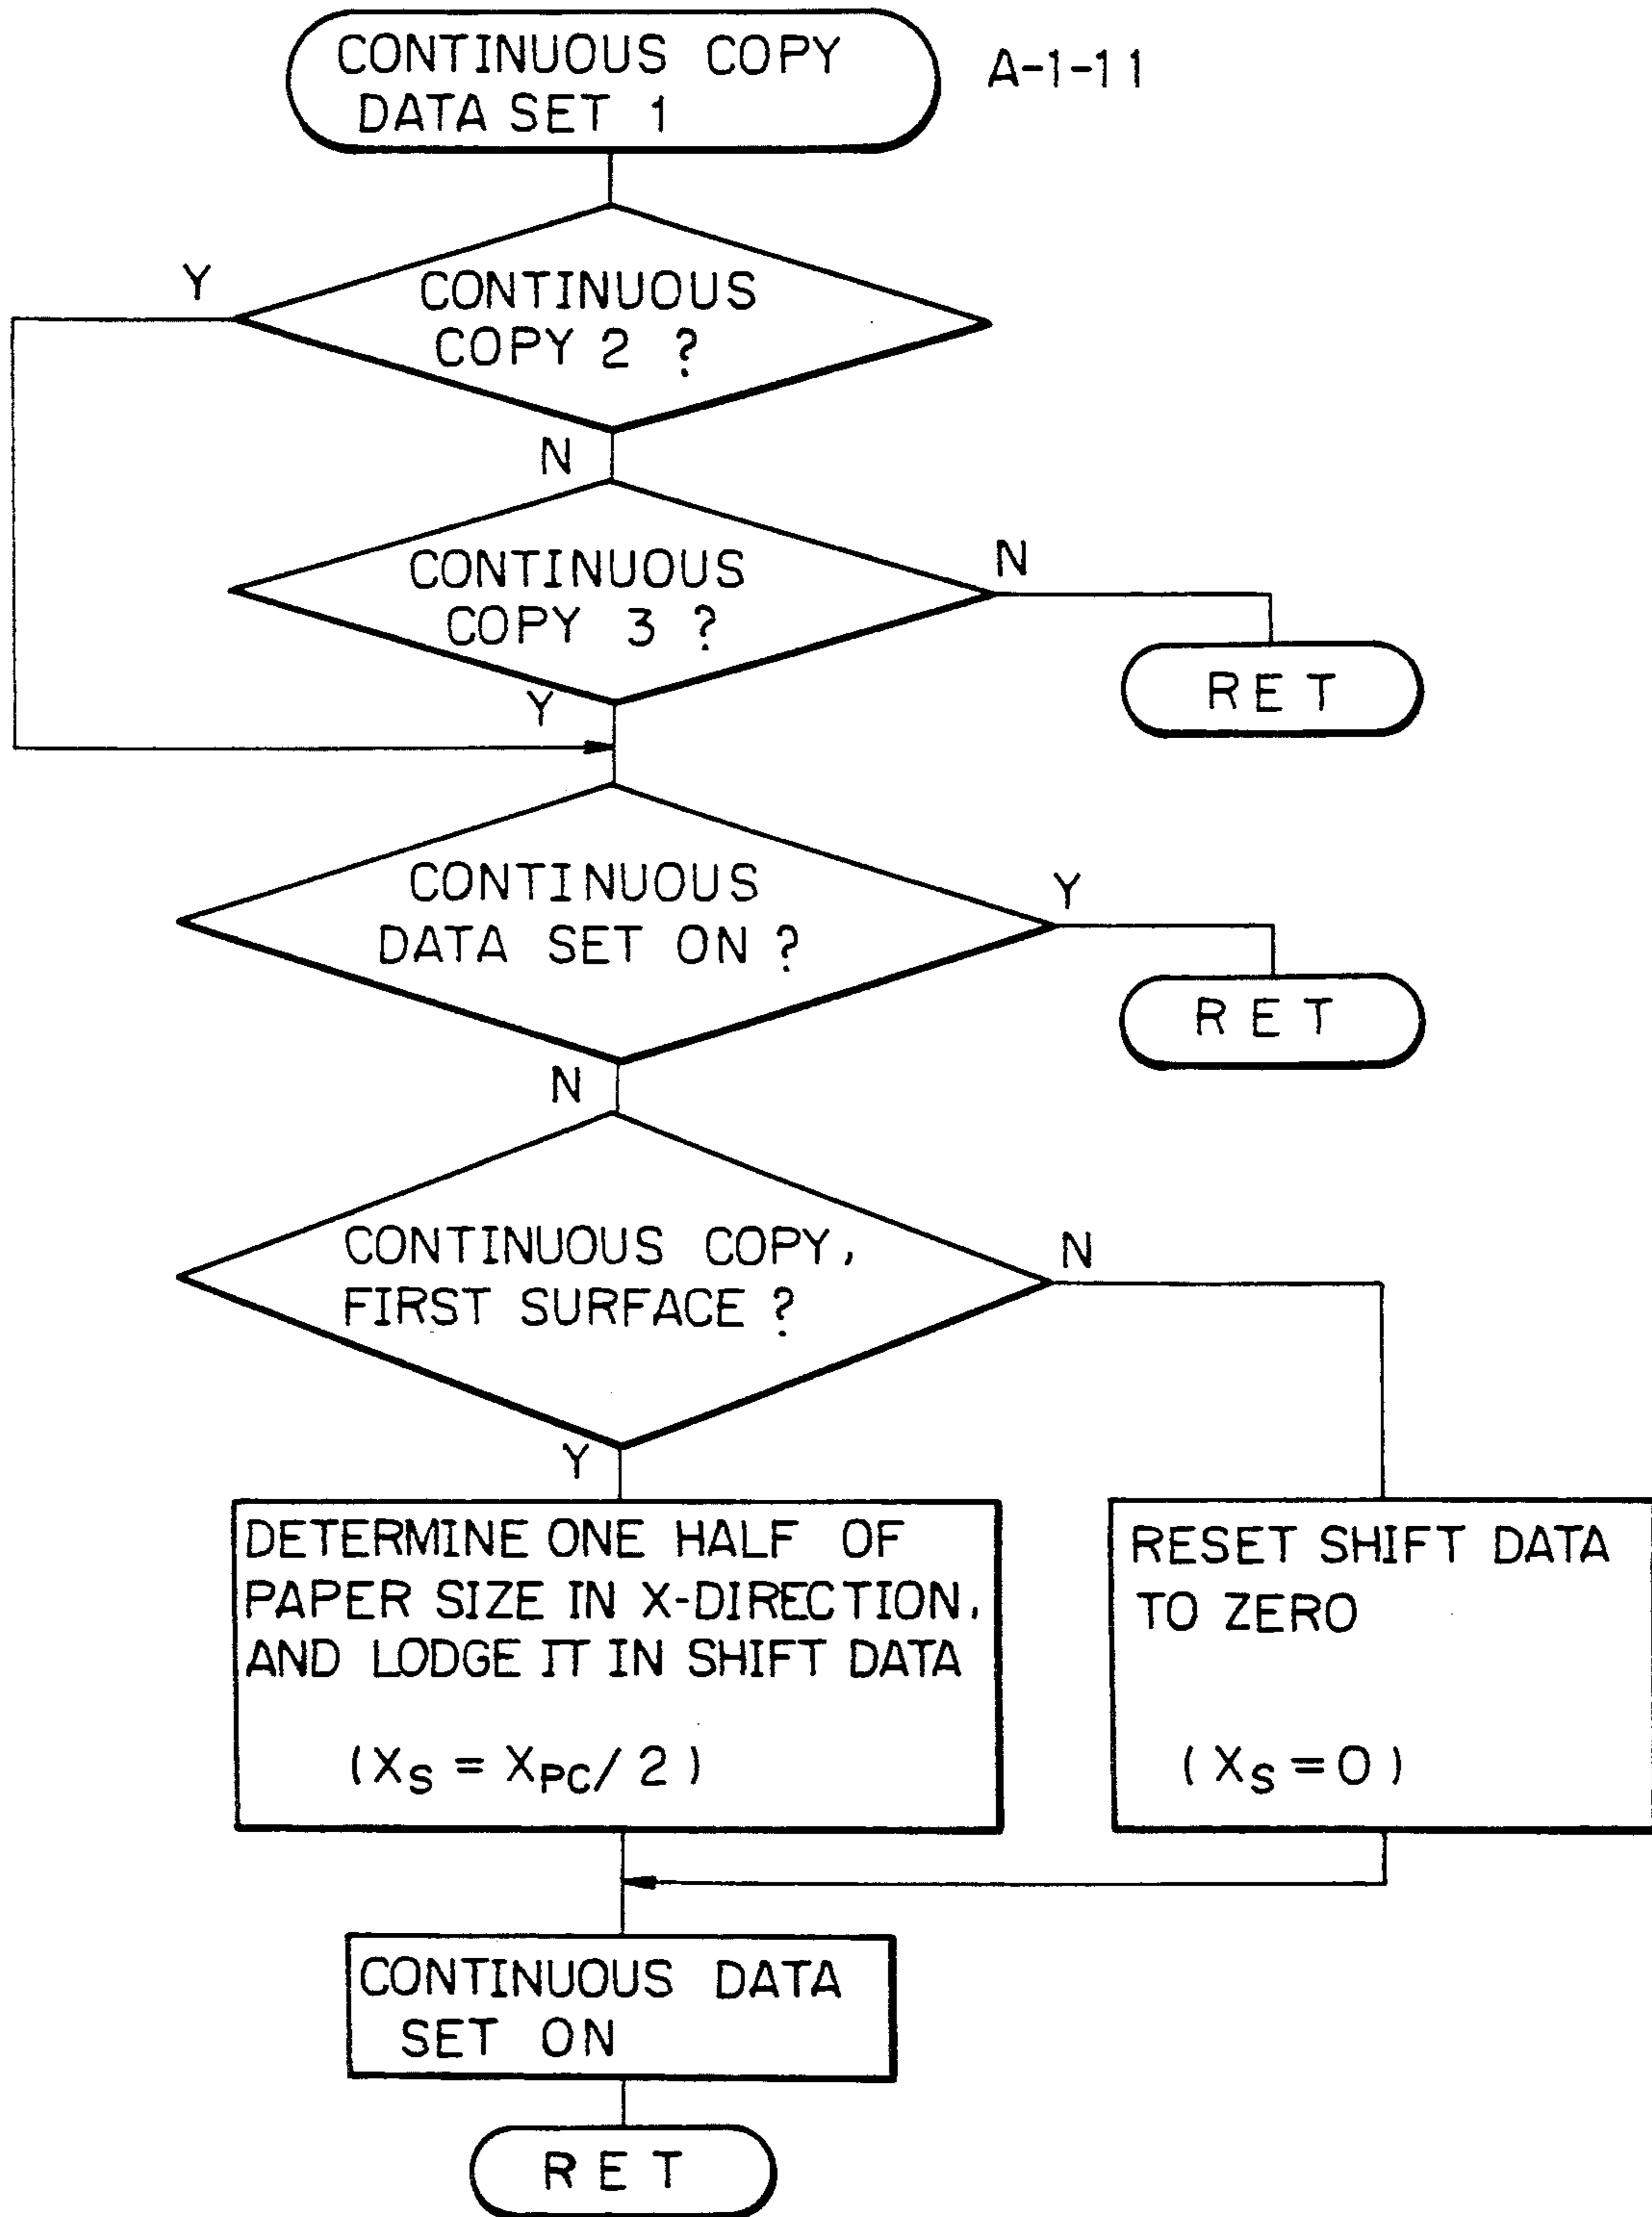 CONTINUOUS COPY
DATA SET 1
A-1-11
Y
CONTINUOUS
COPY 2 ?
N
CONTINUOUS
COPY 3 ?
N
RET
Y
CONTINUOUS
DATA SET ON ?
Y
RET
N
CONTINUOUS COPY,
FIRST SURFACE ?
N
Y
DETERMINE ONE HALF OF
PAPER SIZE IN X-DIRECTION,
AND LODGE IT IN SHIFT DATA
(XS = XPC/2)
RESET SHIFT DATA
TO ZERO
(XS = 0)
CONTINUOUS DATA
SET ON
RET